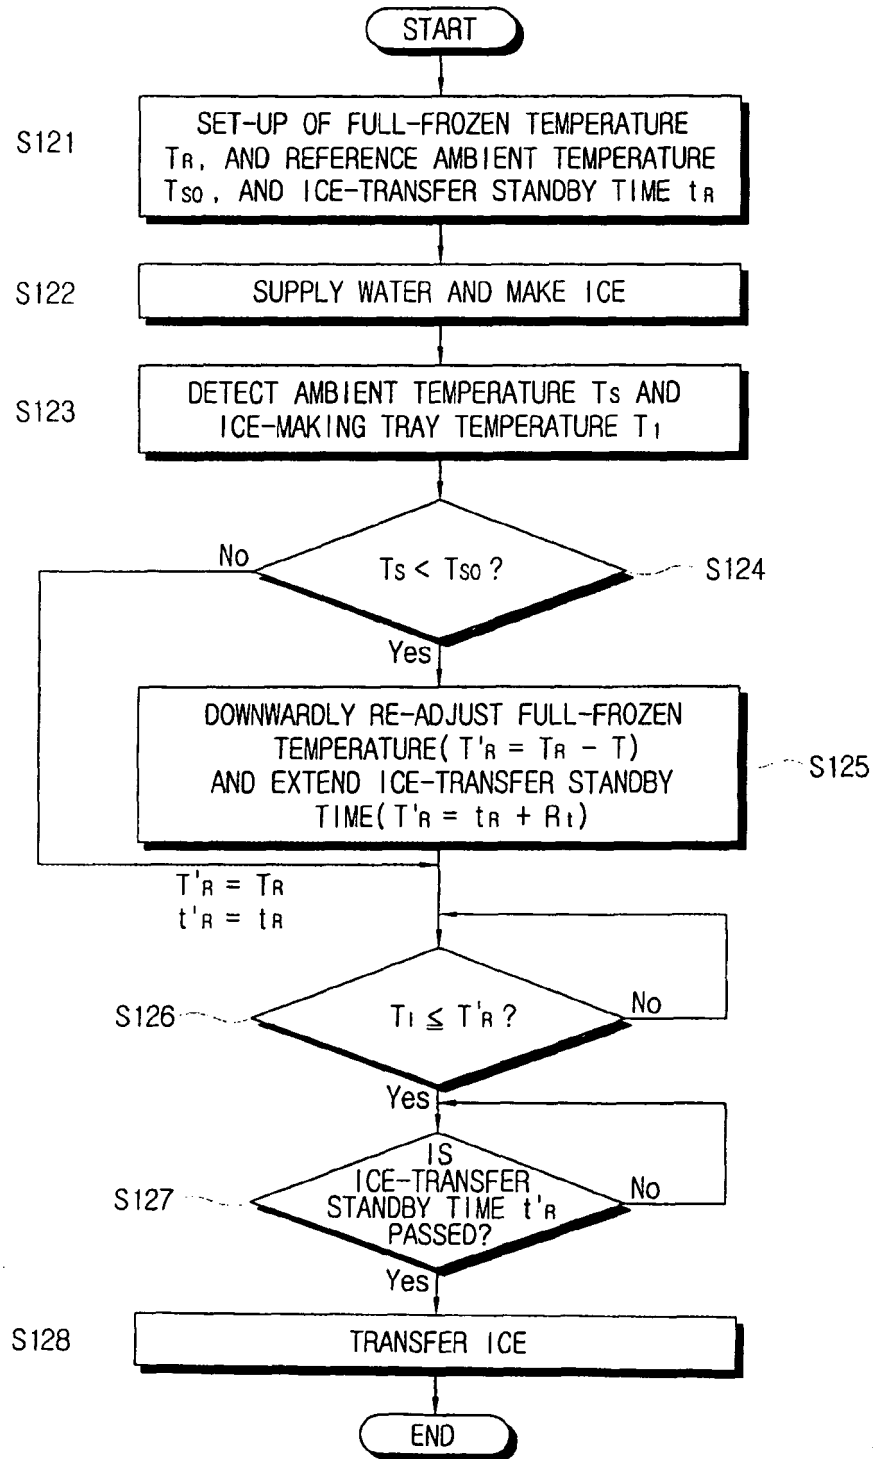 START
S121
SET-UP OF FULL-FROZEN TEMPERATURE
TR, AND REFERENCE AMBIENT TEMPERATURE
TSO, AND ICE-TRANSFER STANDBY TIME tR
S122
SUPPLY WATER AND MAKE ICE
S123
DETECT AMBIENT TEMPERATURE TS AND
ICE-MAKING TRAY TEMPERATURE T1
No
TS < TSO ?
S124
Yes
DOWNWARDLY RE-ADJUST FULL-FROZEN
TEMPERATURE( T'R = TR - T)
AND EXTEND ICE-TRANSFER STANDBY
TIME( T'R = tR + Rt)
S125
T'R = TR
t'R = tR
S126
TI ≦ T'R ?
No
Yes
S127
IS
ICE-TRANSFER
STANDBY TIME t'R
PASSED?
No
Yes
S128
TRANSFER ICE
END